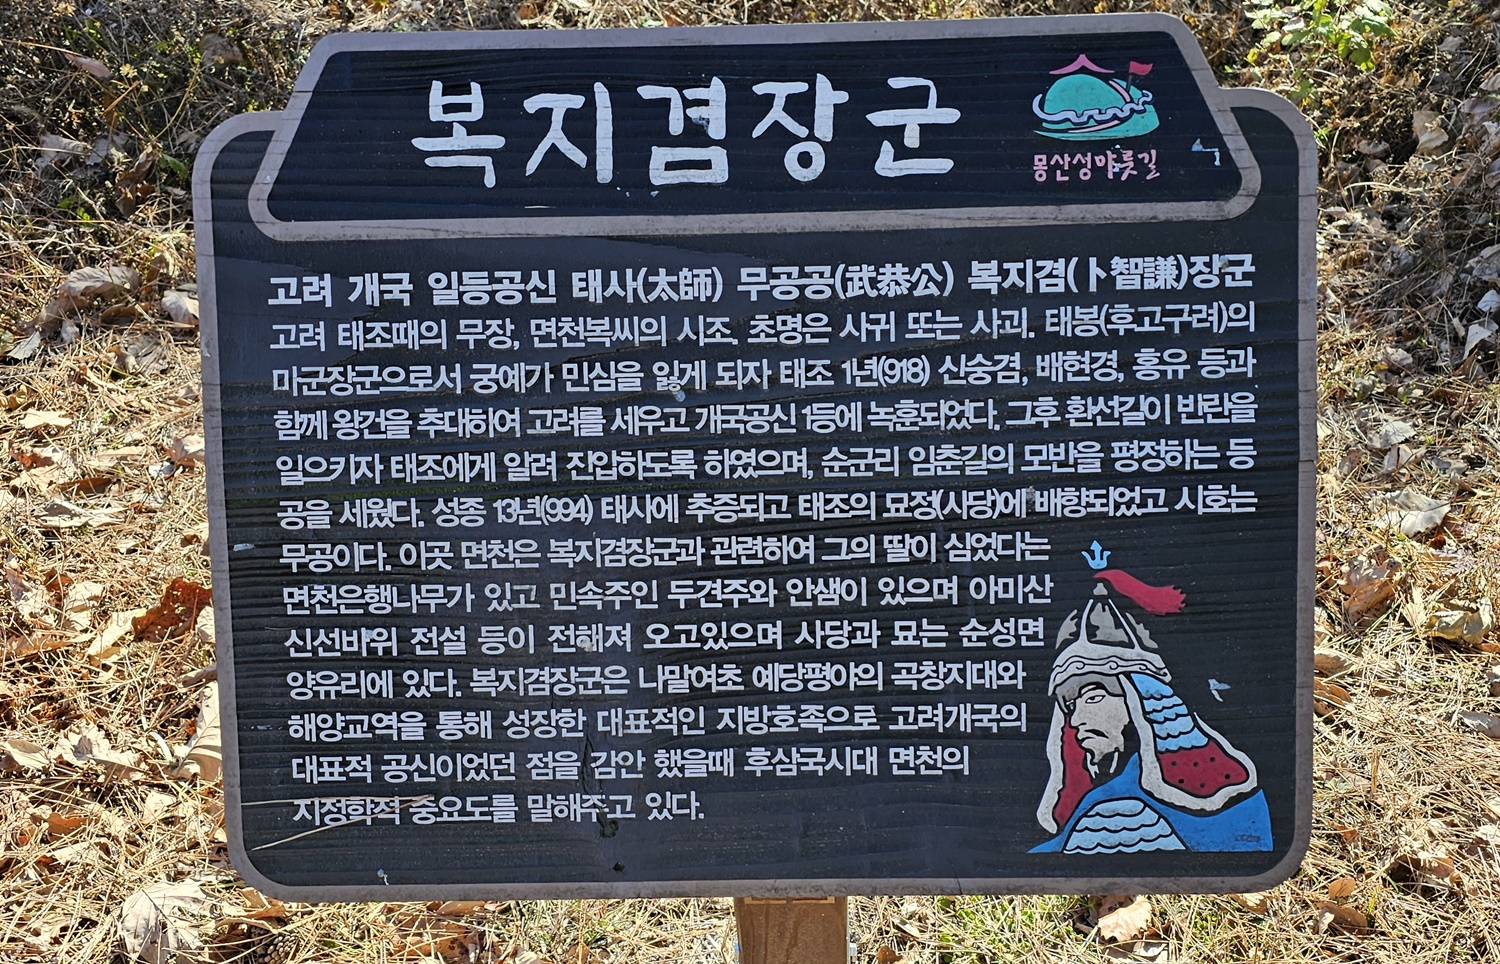 복지겸장군
몽산성마룻길
고려 개국 일등공신 태사(太師) 무공공(武恭公) 복지겸(卜智謙)장군
고려 태조때의 무장, 면천복씨의 시조. 초명은 사귀 또는 사괴. 태봉(후고구려)의
마군장군으로서 궁예가 민심을 잃게 되자 태조 1년(918) 신숭겸, 배현경, 홍유 등과
함께 왕건을 추대하여 고려를 세우고 개국공신 1등에 녹훈되었다. 그후 환선길이 반란을
일으키자 태조에게 알려 진압하도록 하였으며, 순군리 임춘길의 모반을 평정하는 등
공을 세웠다. 성종 13년(994) 태사에 추증되고 태조의 묘정(사당)에 배향되었고 시호는
무공이다. 이곳 면천은 복지겸장군과 관련하여 그의 딸이 심었다는
면천은행나무가 있고 민속주인 두견주와 안샘이 있으며 아미산
신선바위 전설 등이 전해져 오고있으며 사당과 묘는 순성면
양유리에 있다. 복지겸장군은 나말여초 예당평야의 곡창지대와
해양교역을 통해 성장한 대표적인 지방호족으로 고려개국의
대표적 공신이었던 점을 감안 했을때 후삼국시대 면천의
지정학적 중요도를 말해주고 있다.